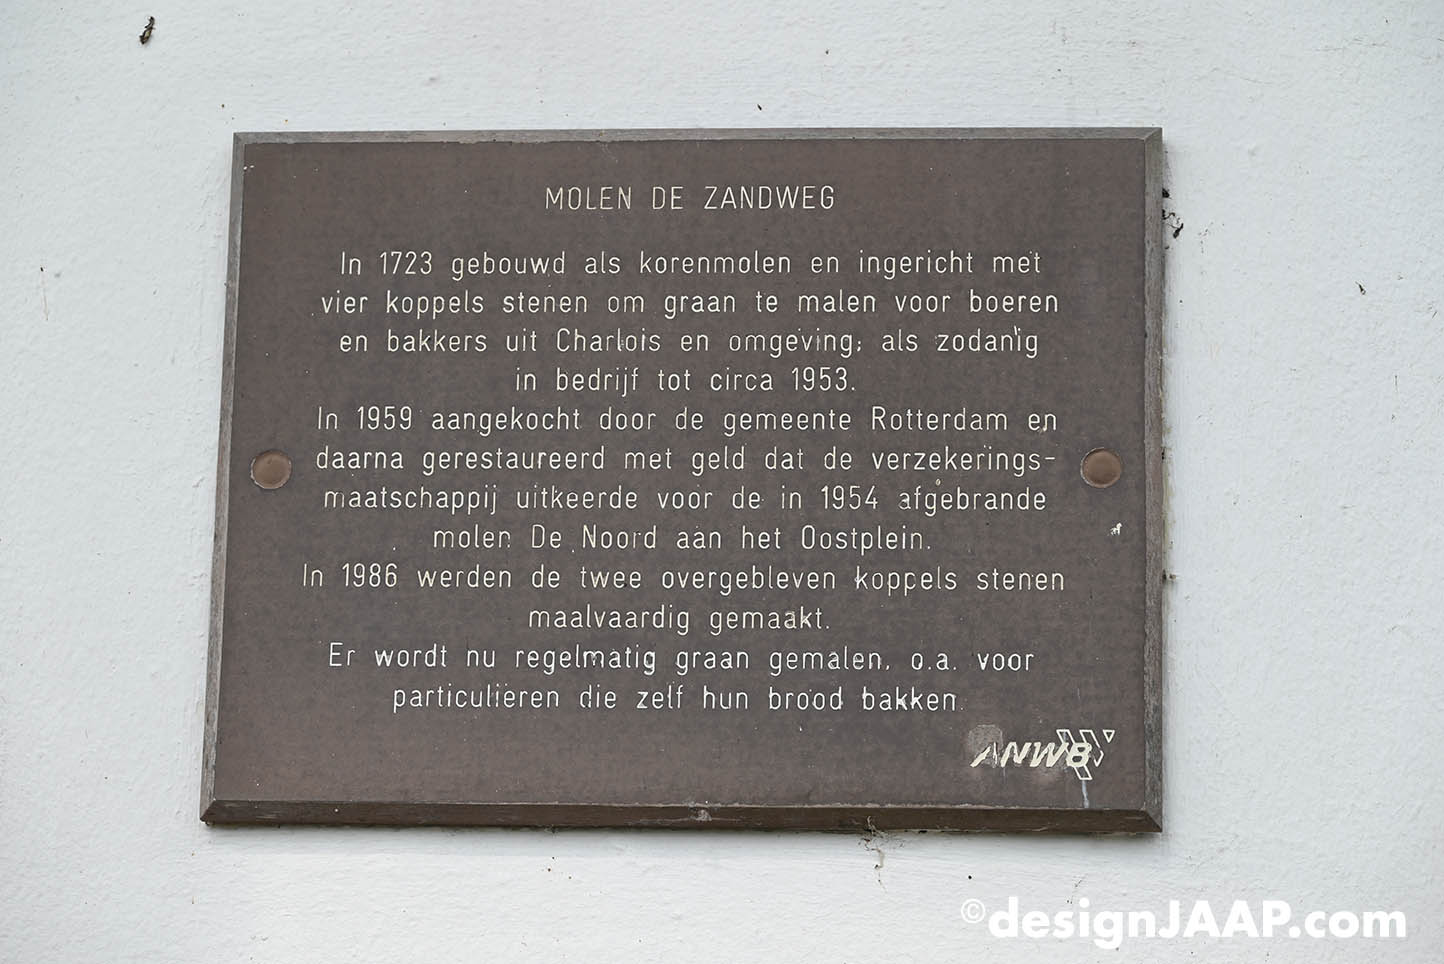 MOLEN DE ZANDWEG
In 1723 gebouwd als korenmolen en ingericht met
vier koppels stenen om graan te malen voor boeren
en bakkers uit Charlois en omgeving; als zodanig
in bedrijf tot circa 1953.
In 1959 aangekocht door de gemeente Rotterdam en
daarna gerestaureerd met geld dat de verzekerings-
maatschappij uitkeerde voor de in 1954 afgebrande
molen De Noord aan het Oostplein.
In 1986 werden de twee overgebleven koppels stenen
maalvaardig gemaakt.
Er wordt nu regelmatig graan gemalen, o.a. voor
particulieren die zelf hun brood bakken.
ANWB
©designJAAP.com